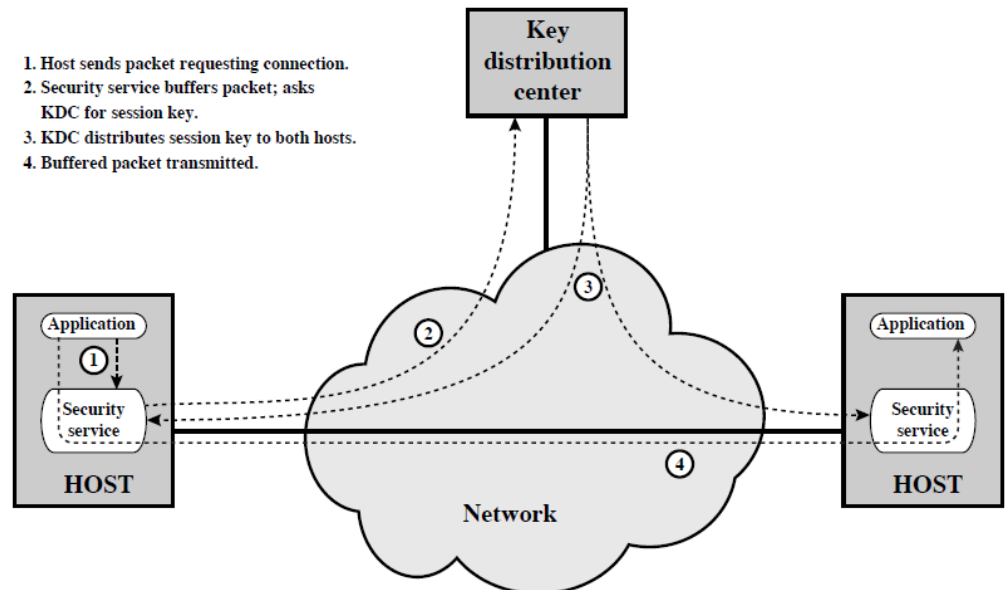 Key
distribution
center
1. Host sends packet requesting connection.
2. Security service buffers packet; asks
KDC for session key.
3. KDC distributes session key to both hosts.
4. Buffered packet transmitted.
3
2
Application
1
Security
service
HOST
Application
Security
service
HOST
4
Network